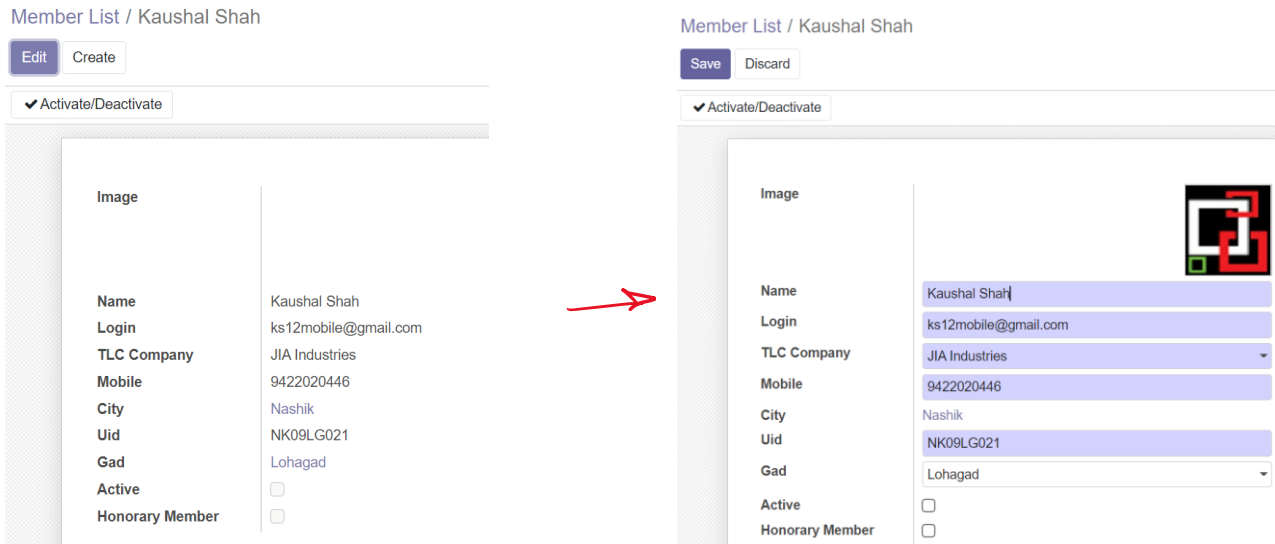 Member List / Kaushal Shah
Edit Create
Activate/Deactivate
Image
Name Kaushal Shah
Login ks12mobile@gmail.com
TLC Company JIA Industries
Mobile 9422020446
City Nashik
Uid NK09LG021
Gad Lohagad
Active
Honorary Member
Member List / Kaushal Shah
Save Discard
Activate/Deactivate
Image
Name Kaushal Shah
Login ks12mobile@gmail.com
TLC Company JIA Industries
Mobile 9422020446
City Nashik
Uid NK09LG021
Gad Lohagad
Active
Honorary Member